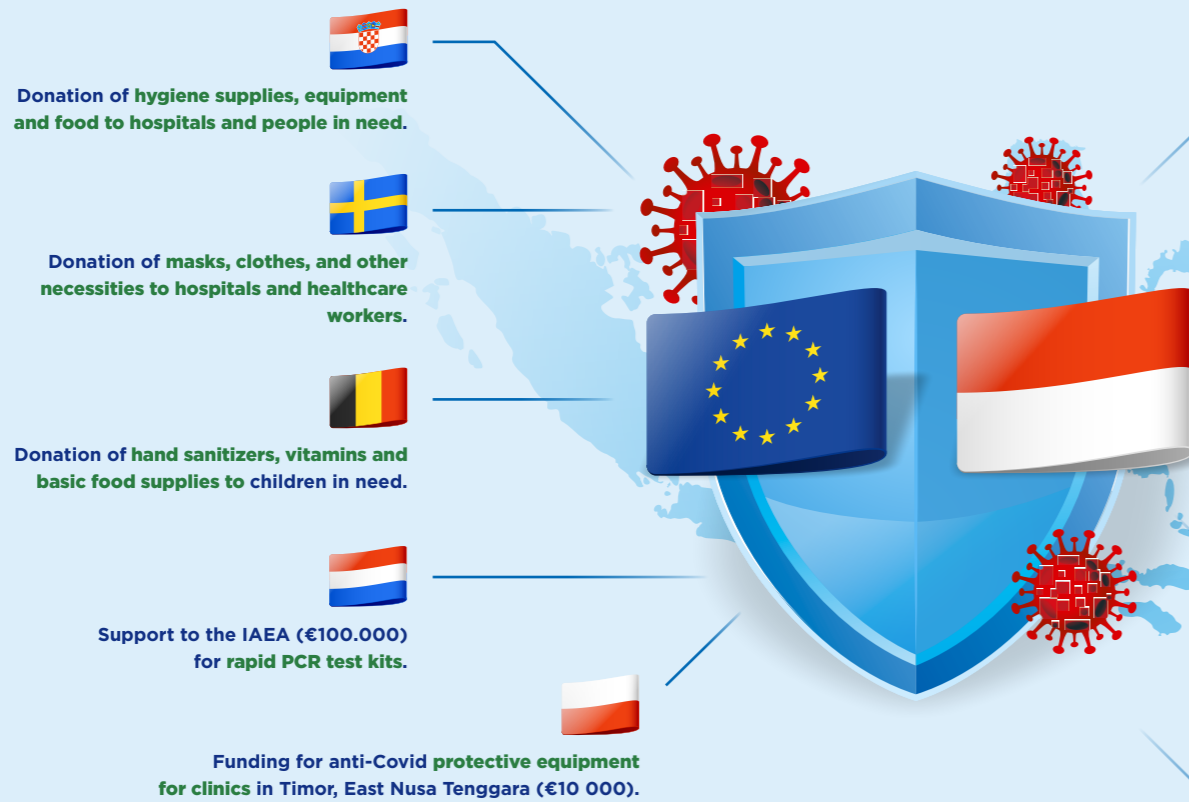 Donation of hygiene supplies, equipment
and food to hospitals and people in need.
Donation of masks, clothes, and other
necessities to hospitals and healthcare
workers.
Donation of hand sanitizers, vitamins and
basic food supplies to children in need.
Support to the IAEA (€100.000)
for rapid PCR test kits.
Funding for anti-Covid protective equipment
for clinics in Timor, East Nusa Tenggara (€10 000).